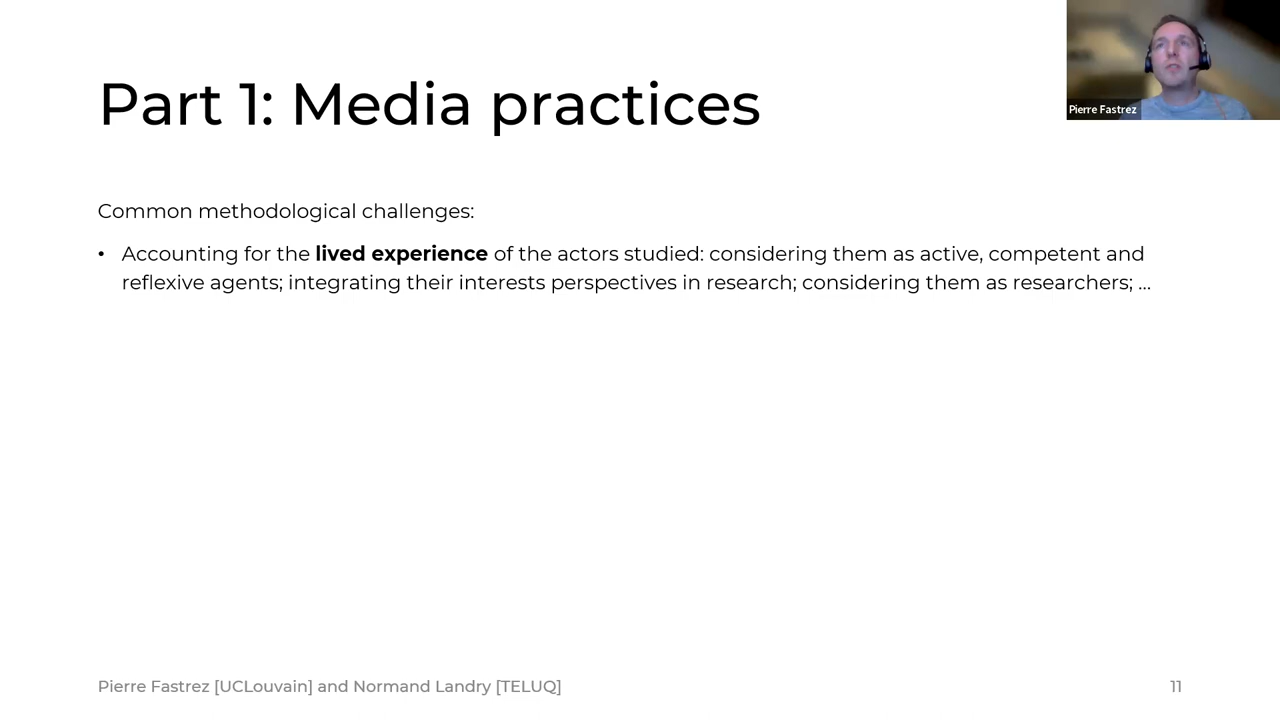 Part 1: Media practices
Pierre Fastrez
Common methodological challenges:
• Accounting for the lived experience of the actors studied: considering them as active, competent and
reflexive agents; integrating their interests perspectives in research; considering them as researchers; ...
Pierre Fastrez [UCLouvain] and Normand Landry [TELUQ]
11